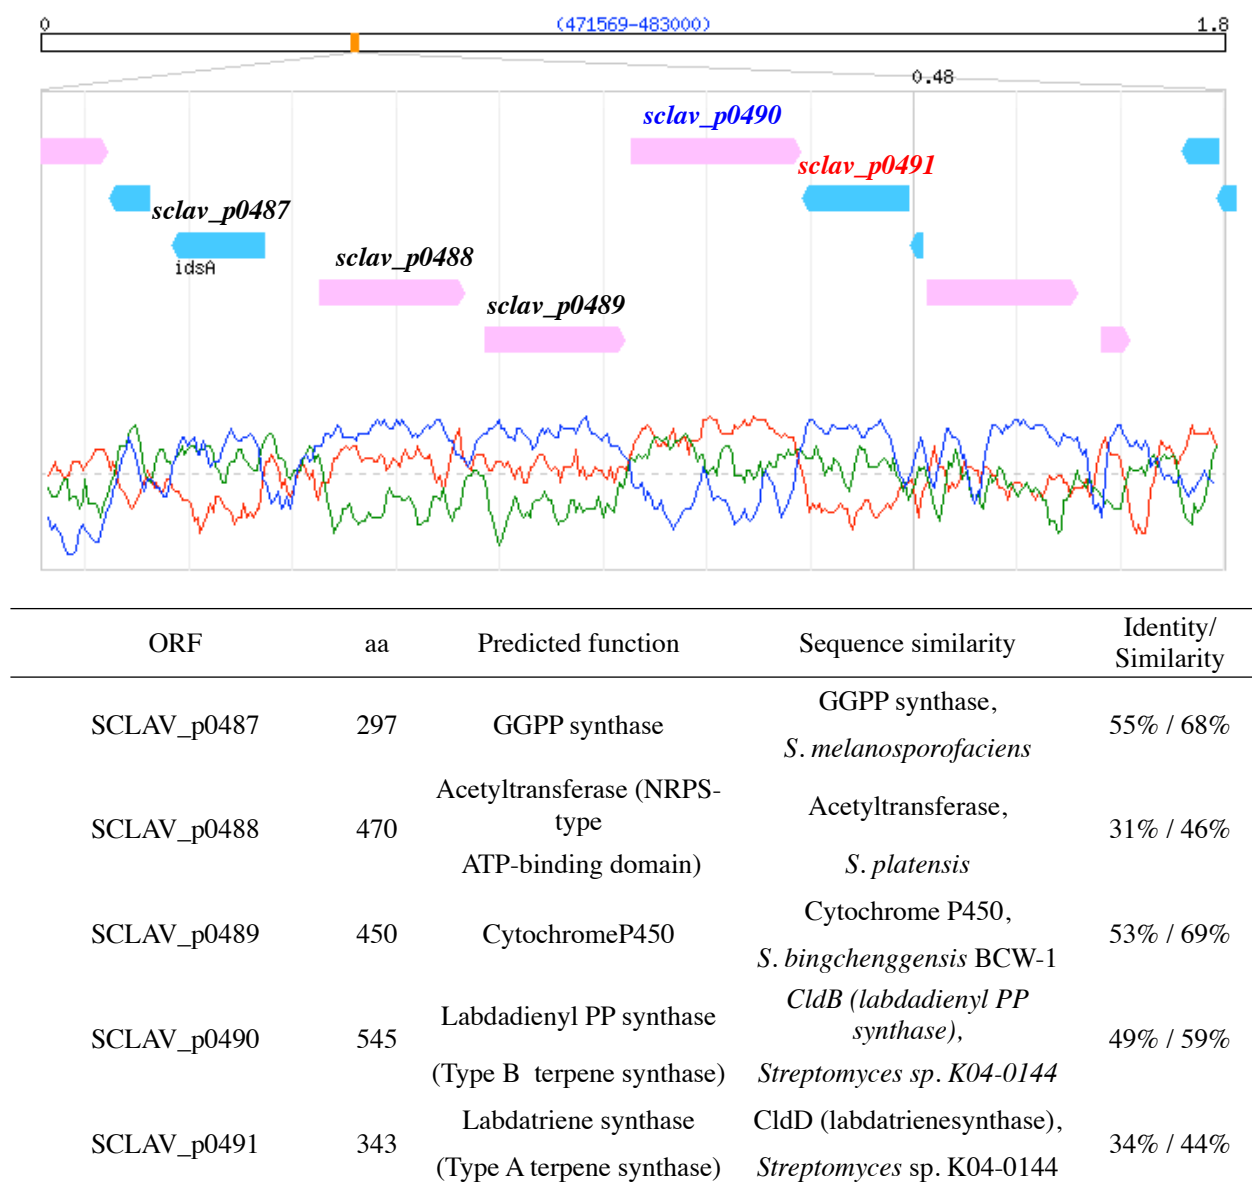 0 (471569-483000) 1.8
0.48
sclav_p0490
sclav_p0491
sclav_p0487
idsA
sclav_p0488
sclav_p0489
ORF aa Predicted function Sequence similarity Identity/
Similarity
SCLAV_p0487 297 GGPP synthase GGPP synthase,
S. melanosporofaciens 55% / 68%
SCLAV_p0488 470 Acetyltransferase (NRPS-
type
ATP-binding domain) Acetyltransferase,
S. platensis 31% / 46%
SCLAV_p0489 450 CytochromeP450 Cytochrome P450,
S. bingchenggensis BCW-1 53% / 69%
SCLAV_p0490 545 Labdadienyl PP synthase
(Type B terpene synthase) CldB (labdadienyl PP
synthase),
Streptomyces sp. K04-0144 49% / 59%
SCLAV_p0491 343 Labdatriene synthase
(Type A terpene synthase) CldD (labdatrienesynthase),
Streptomyces sp. K04-0144 34% / 44%